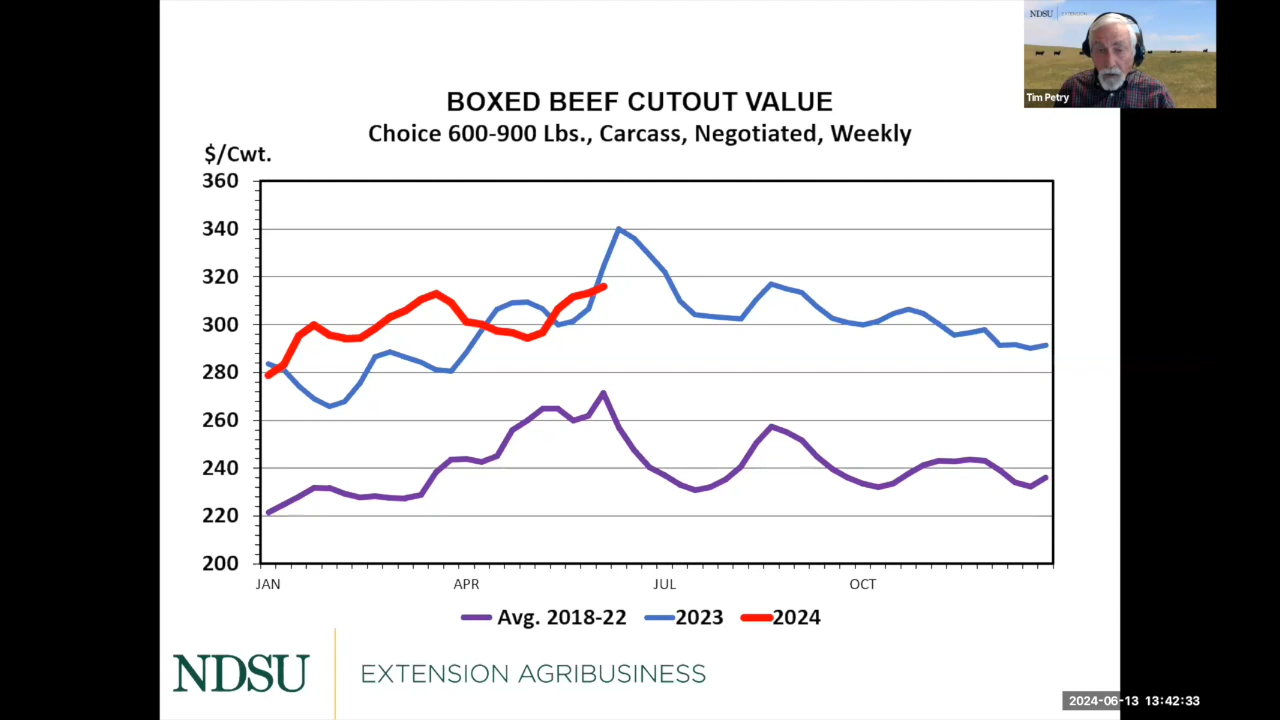 NDSU EXTENSION
Tim Petry
BOXED BEEF CUTOUT VALUE
Choice 600-900 Lbs., Carcass, Negotiated, Weekly
$/Cwt.
360
340
320
300
280
260
240
220
200
JAN APR JUL OCT
Avg. 2018-22 2023 2024
NDSU EXTENSION AGRIBUSINESS
2024-06-13 13:42:33